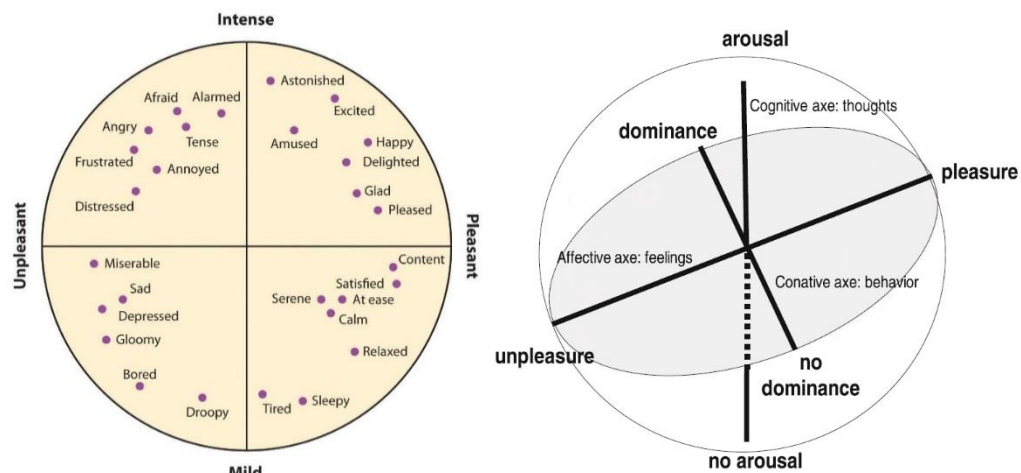 Intense
Astonished
Afraid
Alarmed
Excited
Angry
Tense
Amused
Happy
Frustrated
Annoyed
Delighted
Distressed
Glad
Pleased
Unpleasant
Pleasant
Miserable
Content
Sad
Satisfied
Serene
At ease
Depressed
Calm
Gloomy
Relaxed
Bored
Droopy
Tired
Sleepy
Mild
arousal
Cognitive axe: thoughts
dominance
pleasure
Affective axe: feelings
Conative axe: behavior
unpleasure
no
dominance
no arousal